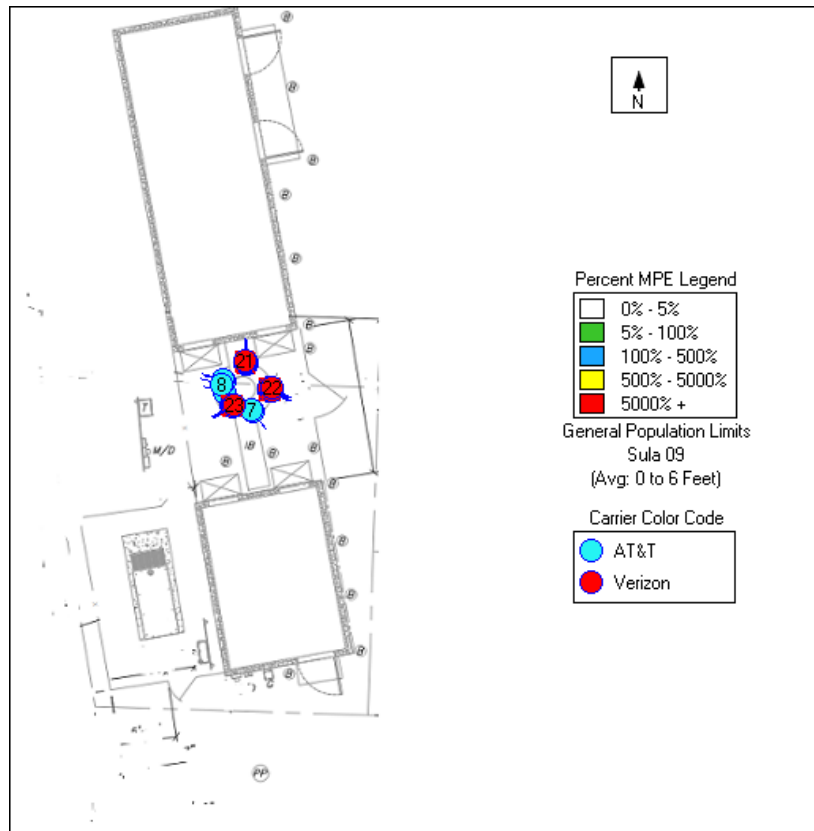 N
Percent MPE Legend
0% - 5%
5% - 100%
100% - 500%
500% - 5000%
5000% +
General Population Limits
Sula 09
(Avg: 0 to 6 Feet)
Carrier Color Code
AT&T
Verizon
B
B
B
B
B
B
B
21
8
22
23
7
T
M/D
B
B
B
B
B
B
B
B
B
PP